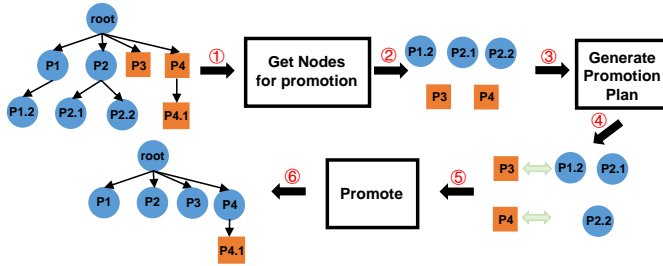 root
P1
P2
P3
P4
P1.2
P2.1
P2.2
P4.1
①
Get Nodes
for promotion
②
P1.2
P2.1
P2.2
P3
P4
③
Generate
Promotion
Plan
④
P3
P1.2
P2.1
P4
P2.2
⑤
Promote
⑥
root
P1
P2
P3
P4
P4.1